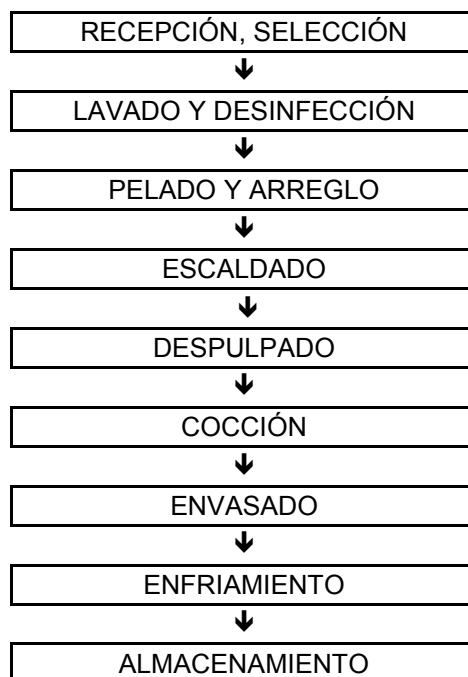 RECEPCIÓN, SELECCIÓN
LAVADO Y DESINFECCIÓN
PELADO Y ARREGLO
ESCALDADO
DESPULPADO
COCCIÓN
ENVASADO
ENFRIAMIENTO
ALMACENAMIENTO